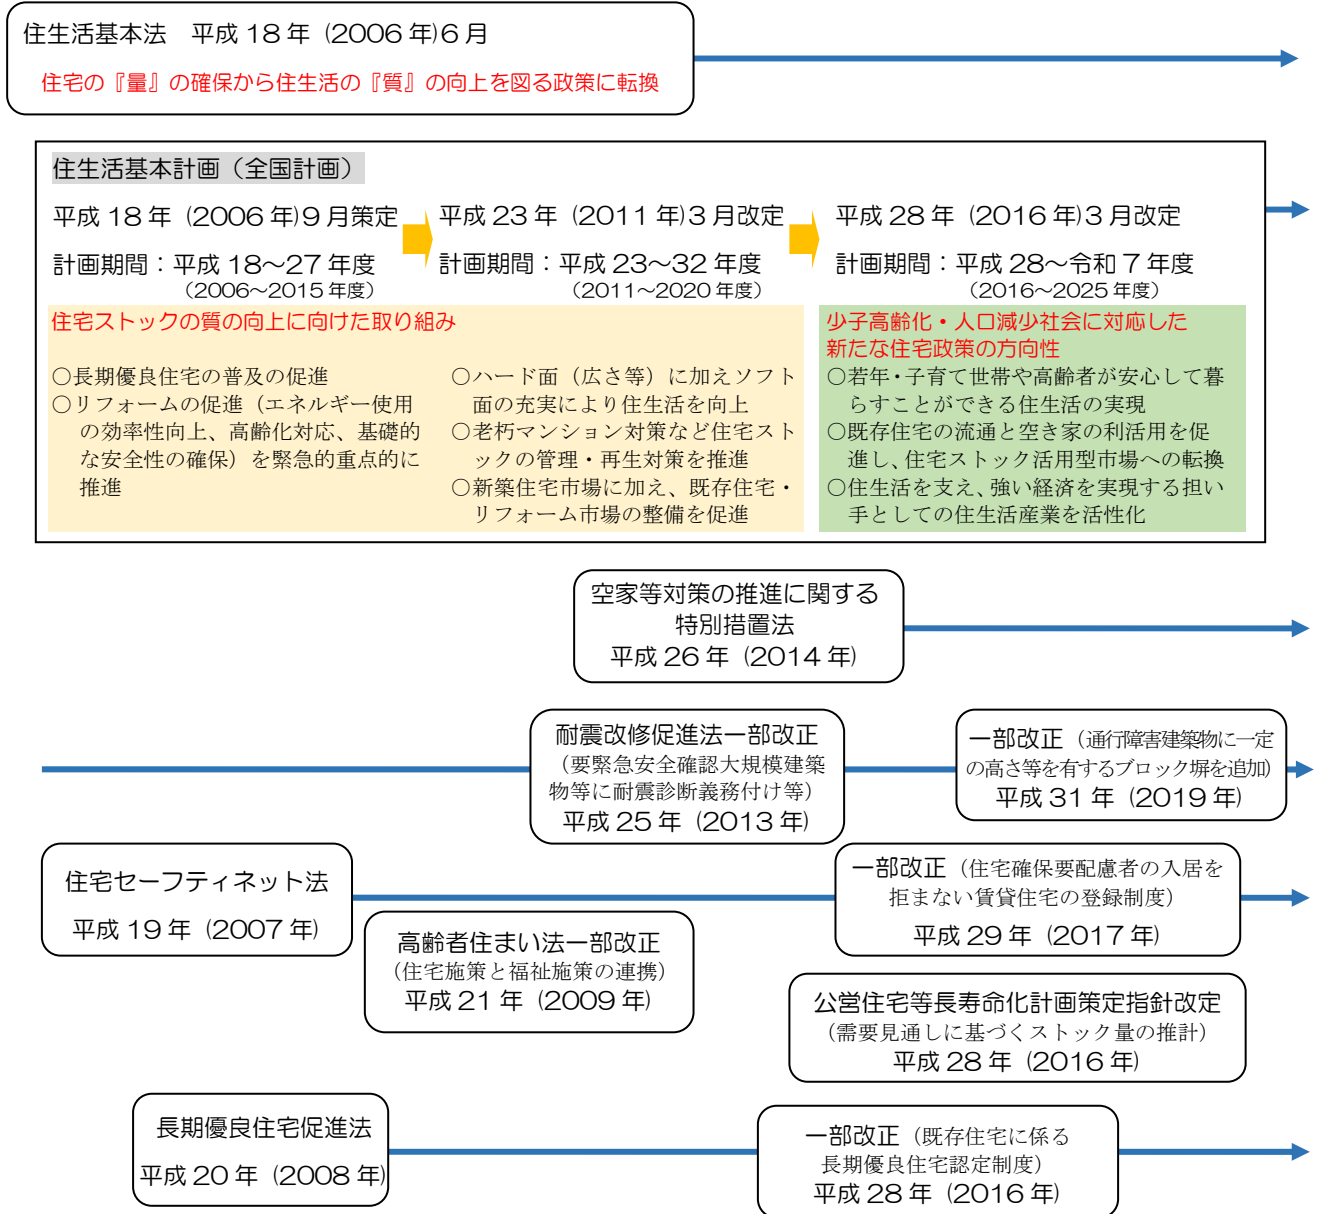 住生活基本法　平成 18 年 (2006 年)6 月
住宅の『量』の確保から住生活の『質』の向上を図る政策に転換
住生活基本計画（全国計画）
平成 18 年 (2006 年)9 月策定
計画期間：平成 18～27 年度
（2006～2015 年度）
平成 23 年 (2011 年)3 月改定
計画期間：平成 23～32 年度
（2011～2020 年度）
平成 28 年 (2016 年)3 月改定
計画期間：平成 28～令和 7 年度
（2016～2025 年度）
住宅ストックの質の向上に向けた取り組み
○長期優良住宅の普及の促進
○リフォームの促進（エネルギー使用
の効率性向上、高齢化対応、基礎的
な安全性の確保）を緊急的重点的に
推進
○ハード面（広さ等）に加えソフト
面の充実により住生活を向上
○老朽マンション対策など住宅スト
ックの管理・再生対策を推進
○新築住宅市場に加え、既存住宅・
リフォーム市場の整備を促進
少子高齢化・人口減少社会に対応した
新たな住宅政策の方向性
○若年・子育て世帯や高齢者が安心して暮
らすことができる住生活の実現
○既存住宅の流通と空き家の利活用を促
進し、住宅ストック活用型市場への転換
○住生活を支え、強い経済を実現する担い
手としての住生活産業を活性化
空家等対策の推進に関する
特別措置法
平成 26 年 (2014 年)
耐震改修促進法一部改正
（要緊急安全確認大規模建築
物等に耐震診断義務付け等）
平成 25 年 (2013 年)
一部改正（通行障害建築物に一定
の高さ等を有するブロック塀を追加）
平成 31 年 (2019 年)
住宅セーフティネット法
平成 19 年 (2007 年)
高齢者住まい法一部改正
（住宅施策と福祉施策の連携）
平成 21 年 (2009 年)
一部改正（住宅確保要配慮者の入居を
拒まない賃貸住宅の登録制度）
平成 29 年 (2017 年)
公営住宅等長寿命化計画策定指針改定
（需要見通しに基づくストック量の推計）
平成 28 年 (2016 年)
長期優良住宅促進法
平成 20 年 (2008 年)
一部改正（既存住宅に係る
長期優良住宅認定制度）
平成 28 年 (2016 年)